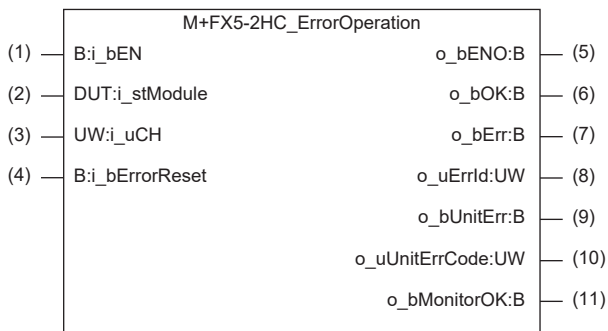 M+FX5-2HC_ErrorOperation
(1) B:i_bEN o_bENO:B (5)
(2) DUT:i_stModule o_bOK:B (6)
(3) UW:i_uCH o_bErr:B (7)
(4) B:i_bErrorReset o_uErrId:UW (8)
o_bUnitErr:B (9)
o_uUnitErrCode:UW (10)
o_bMonitorOK:B (11)